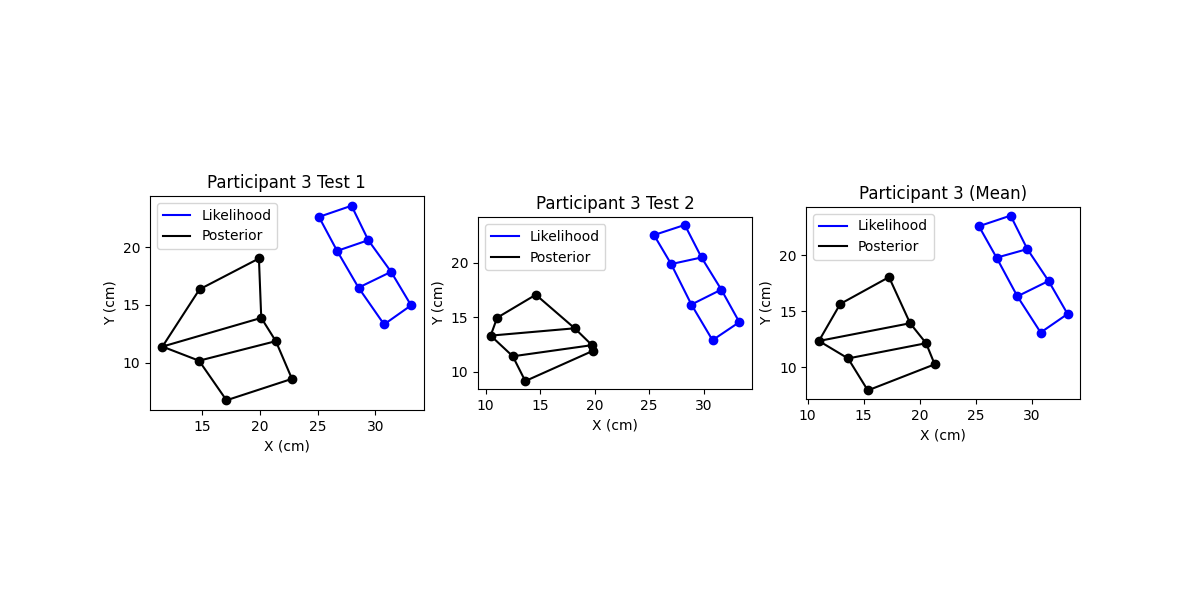 Participant 3 Test 1
Likelihood
Posterior
Y (cm)
20
15
10
15 20 25 30
X (cm)
Participant 3 Test 2
Likelihood
Posterior
Y (cm)
20
15
10
10 15 20 25 30
X (cm)
Participant 3 (Mean)
Likelihood
Posterior
Y (cm)
20
15
10
10 15 20 25 30
X (cm)